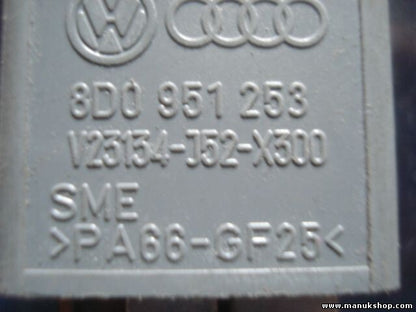 8D0 951 253
V23134-J52-X300
SME
>PA66-GF25<
www.manukshop.com